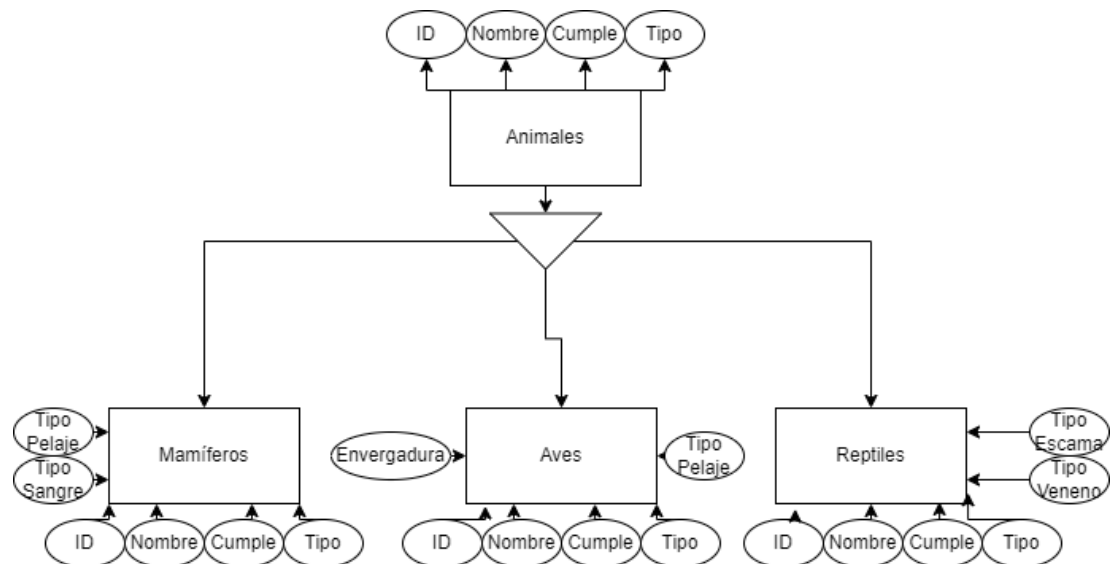 ID
Nombre
Cumple
Tipo
Animales
Tipo
Pelaje
Tipo
Sangre
Mamíferos
ID
Nombre
Cumple
Tipo
Envergadura
Aves
Tipo
Pelaje
ID
Nombre
Cumple
Tipo
Reptiles
Tipo
Escama
Tipo
Veneno
ID
Nombre
Cumple
Tipo